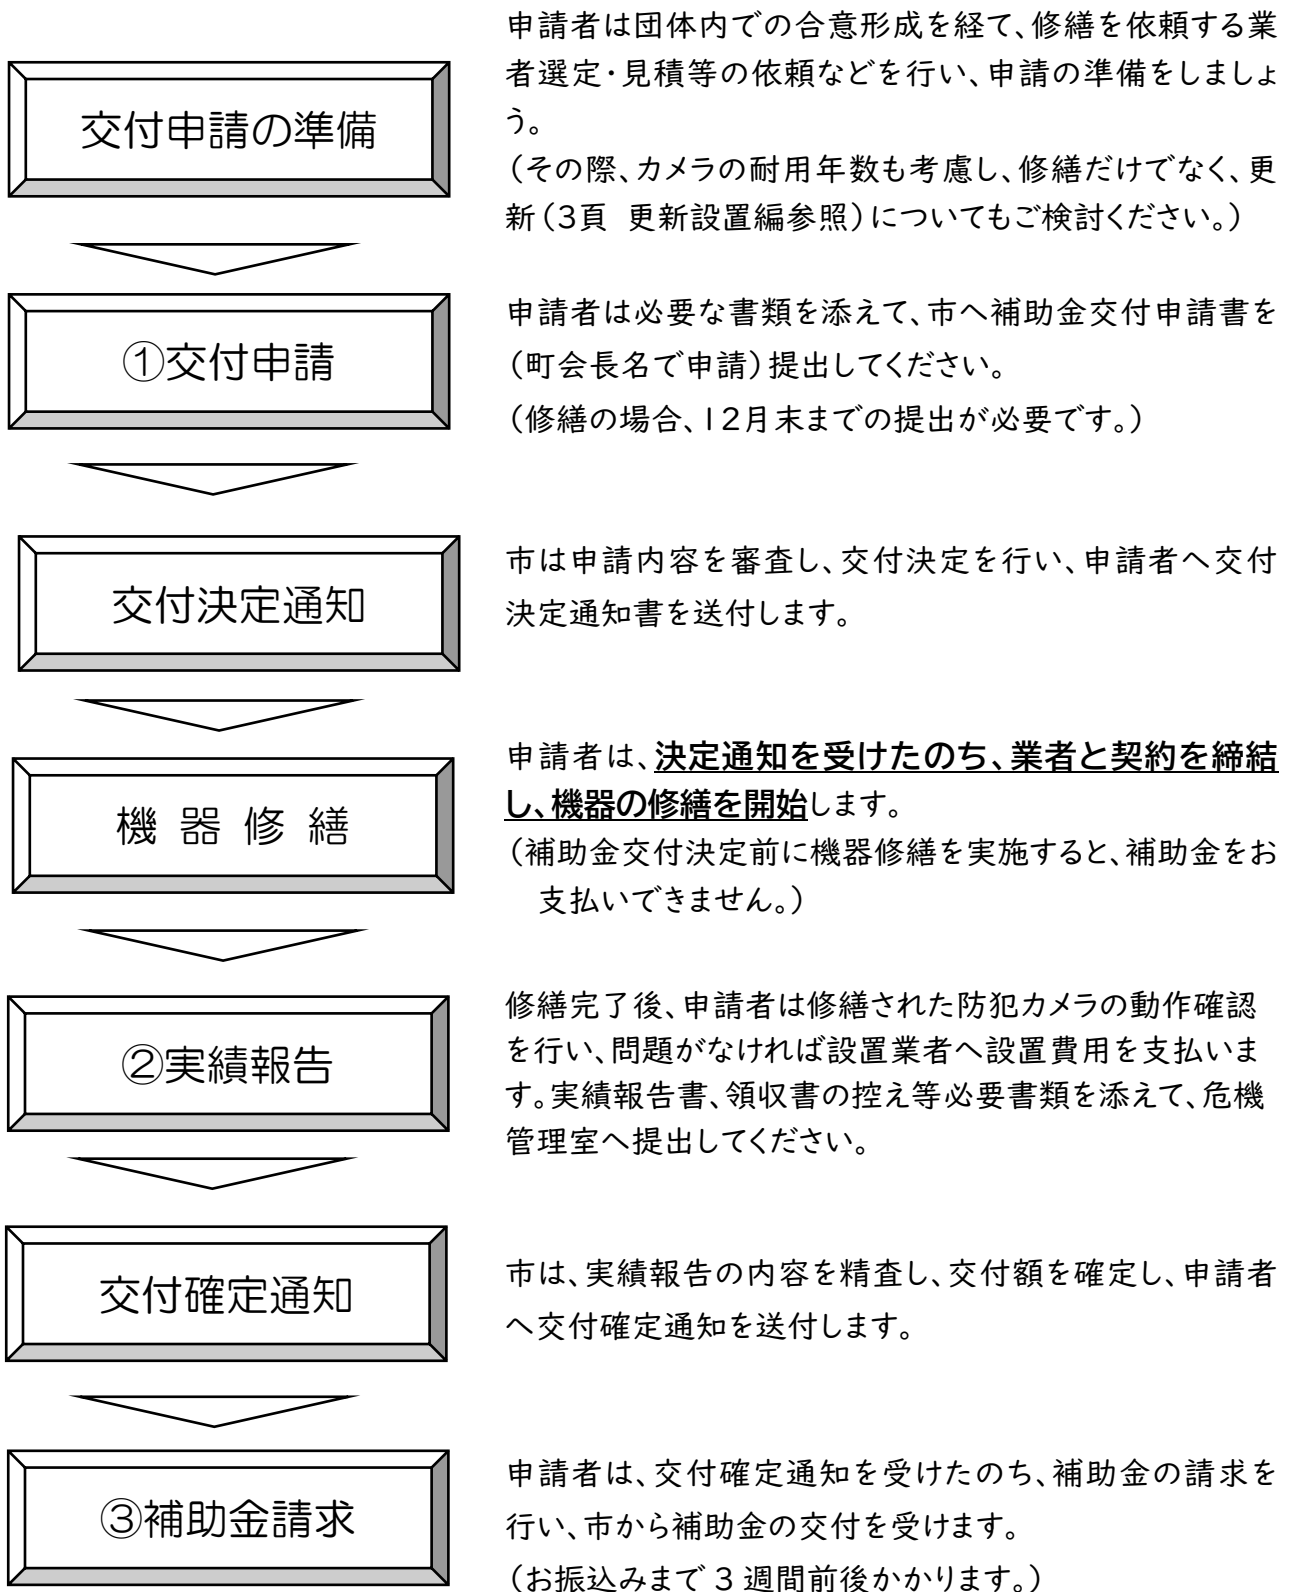 申請者は団体内での合意形成を経て、修繕を依頼する業
者選定・見積等の依頼などを行い、申請の準備をしましょ
う。
交付申請の準備
(その際、カメラの耐用年数も考慮し、修繕だけでなく、更
新(3頁 更新設置編参照)についてもご検討ください。)
申請者は必要な書類を添えて、市へ補助金交付申請書を
①交付申請
(町会長名で申請)提出してください。
(修繕の場合、12月末までの提出が必要です。)
市は申請内容を審査し、交付決定を行い、申請者へ交付
交付決定通知
決定通知書を送付します。
申請者は、決定通知を受けたのち、業者と契約を締結
し、機器の修繕を開始します。
機 器 修 繕
(補助金交付決定前に機器修繕を実施すると、補助金をお
支払いできません。)
修繕完了後、申請者は修繕された防犯カメラの動作確認
を行い、問題がなければ設置業者へ設置費用を支払いま
②実績報告
す。実績報告書、領収書の控え等必要書類を添えて、危機
管理室へ提出してください。
市は、実績報告の内容を精査し、交付額を確定し、申請者
交付確定通知
へ交付確定通知を送付します。
申請者は、交付確定通知を受けたのち、補助金の請求を
③補助金請求
行い、市から補助金の交付を受けます。
(お振込みまで 3 週間前後かかります。)